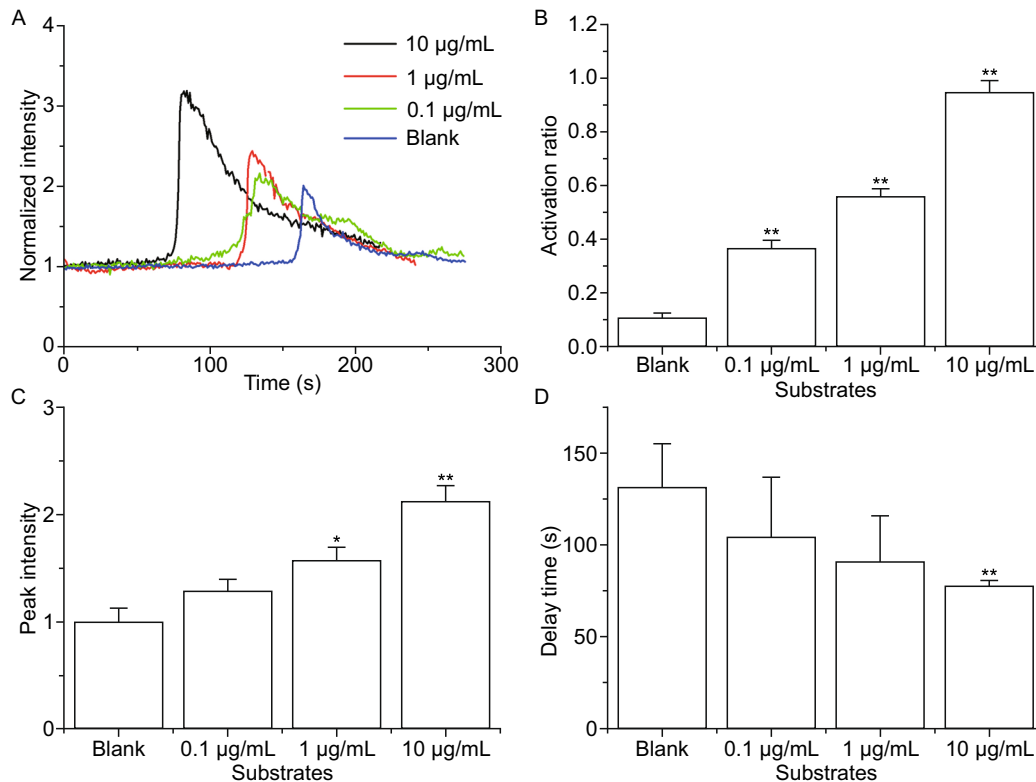 A
4
3
2
1
0
Normalized intensity
10 µg/mL
1 µg/mL
0.1 µg/mL
Blank
0 100 200 300
Time (s)
B
1.2
1.0
0.8
0.6
0.4
0.2
0.0
Activation ratio
** ** **
Blank 0.1 µg/mL 1 µg/mL 10 µg/mL
Substrates
C
3
2
1
0
Peak intensity
* **
Blank 0.1 µg/mL 1 µg/mL 10 µg/mL
Substrates
D
150
100
50
0
Delay time (s)
**
Blank 0.1 µg/mL 1 µg/mL 10 µg/mL
Substrates